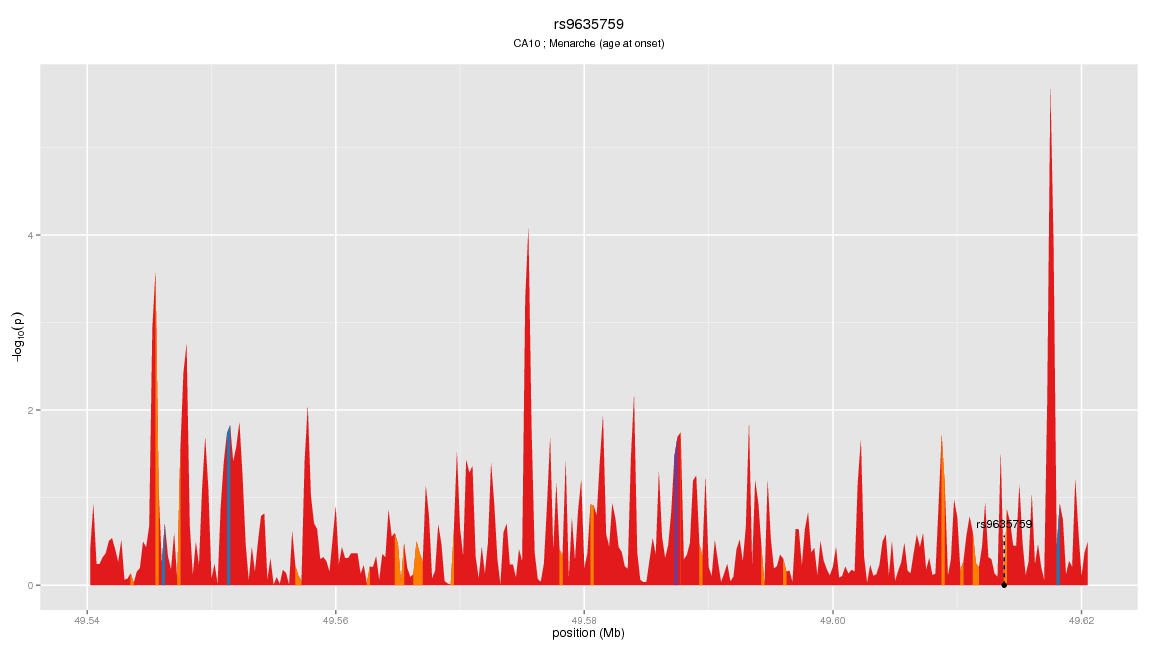 rs9635759
CA10 ; Menarche (age at onset)
−log₁₀(p)
4
2
0
rs9635759
49.54
49.56
49.58
49.60
49.62
position (Mb)